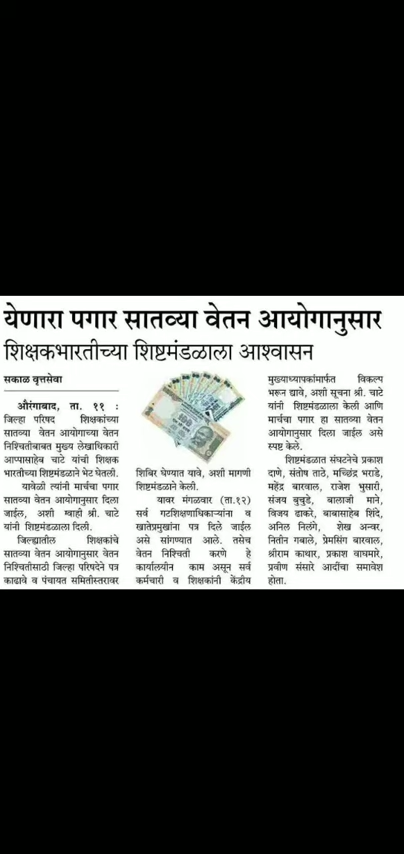 येणारा पगार सातव्या वेतन आयोगानुसार
शिक्षकभारतीच्या शिष्टमंडळाला आश्वासन
सकाळ वृत्तसेवा
औरंगाबाद, ता. ११ :
जिल्हा परिषद शिक्षकांच्या
सातव्या वेतन आयोगाच्या वेतन
निश्चितीबाबत मुख्य लेखाधिकारी
आप्पासाहेब चाटे यांची शिक्षक
भारतीच्या शिष्टमंडळाने भेट घेतली.
यावेळी त्यांनी मार्चचा पगार
सातव्या वेतन आयोगानुसार दिला
जाईल, अशी ग्वाही श्री. चाटे
यांनी शिष्टमंडळाला दिली.
जिल्ह्यातील शिक्षकांचे
सातव्या वेतन आयोगानुसार वेतन
निश्चितीसाठी जिल्हा परिषदेने पत्र
काढावे व पंचायत समितीस्तरावर
शिबिर घेण्यात यावे, अशी मागणी
शिष्टमंडळाने केली.
यावर मंगळवार (ता.१२)
सर्व गटशिक्षणाधिकाऱ्यांना व
खातेप्रमुखांना पत्र दिले जाईल
असे सांगण्यात आले. तसेच
वेतन निश्चिती करणे हे
कार्यालयीन काम असून सर्व
कर्मचारी व शिक्षकांनी केंद्रीय
मुख्याध्यापकांमार्फत विकल्प
भरून द्यावे, अशी सूचना श्री. चाटे
यांनी शिष्टमंडळाला केली आणि
मार्चचा पगार हा सातव्या वेतन
आयोगानुसार दिला जाईल असे
स्पष्ट केले.
शिष्टमंडळात संघटनेचे प्रकाश
दाणे, संतोष ताठे, मच्छिंद्र भराडे,
महेंद्र बारवाल, राजेश भुसारी,
संजय बुचुडे, बालाजी माने,
विजय ढाकरे, बाबासाहेब शिंदे,
अनिल निलंगे, शेख अन्वर,
नितीन गबाले, प्रेमसिंग बारवाल,
श्रीराम काथार, प्रकाश वाघमारे,
प्रवीण संसारे आदींचा समावेश
होता.